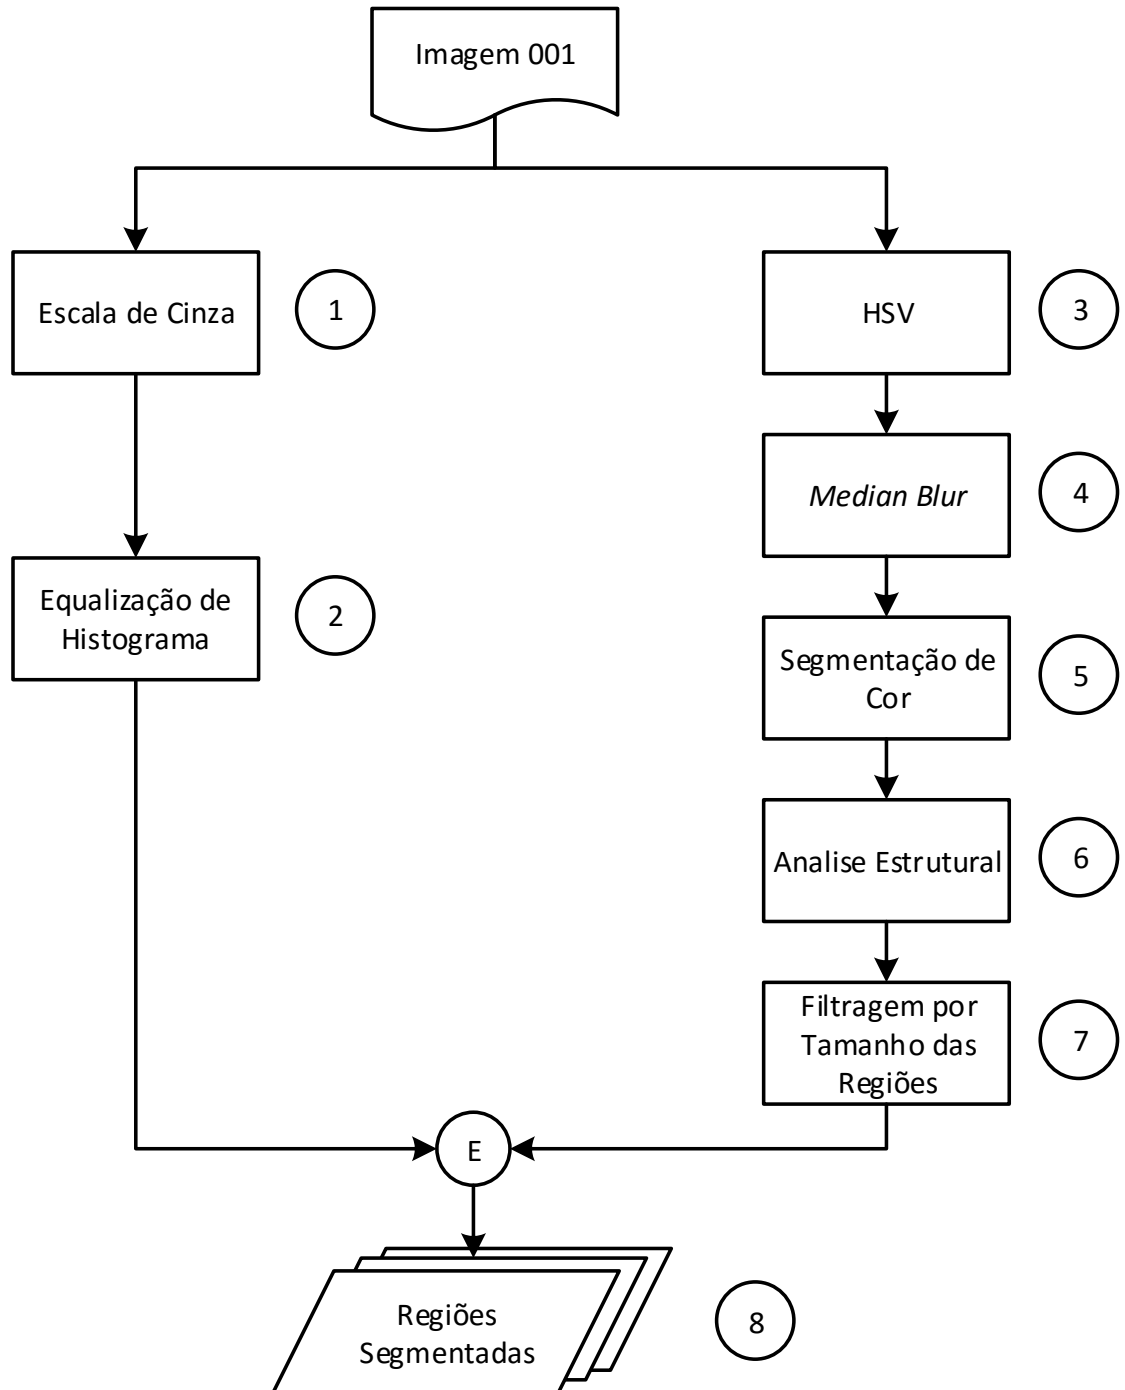 Imagem 001
Escala de Cinza
1
HSV
3
Median Blur
4
Equalização de
Histograma
2
Segmentação de
Cor
5
Analise Estrutural
6
Filtragem por
Tamanho das
Regiões
7
E
Regiões
Segmentadas
8